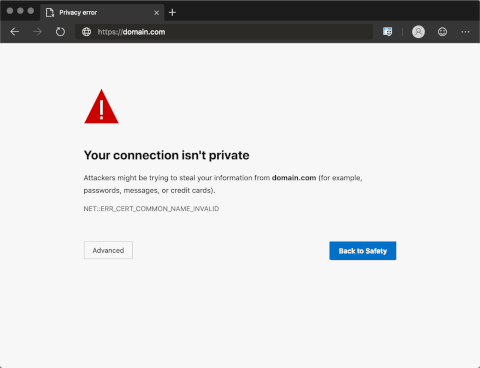 Privacy error
https://domain.com
Your connection isn't private
Attackers might be trying to steal your information from domain.com (for example,
passwords, messages, or credit cards).
NET::ERR_CERT_COMMON_NAME_INVALID
Advanced
Back to Safety